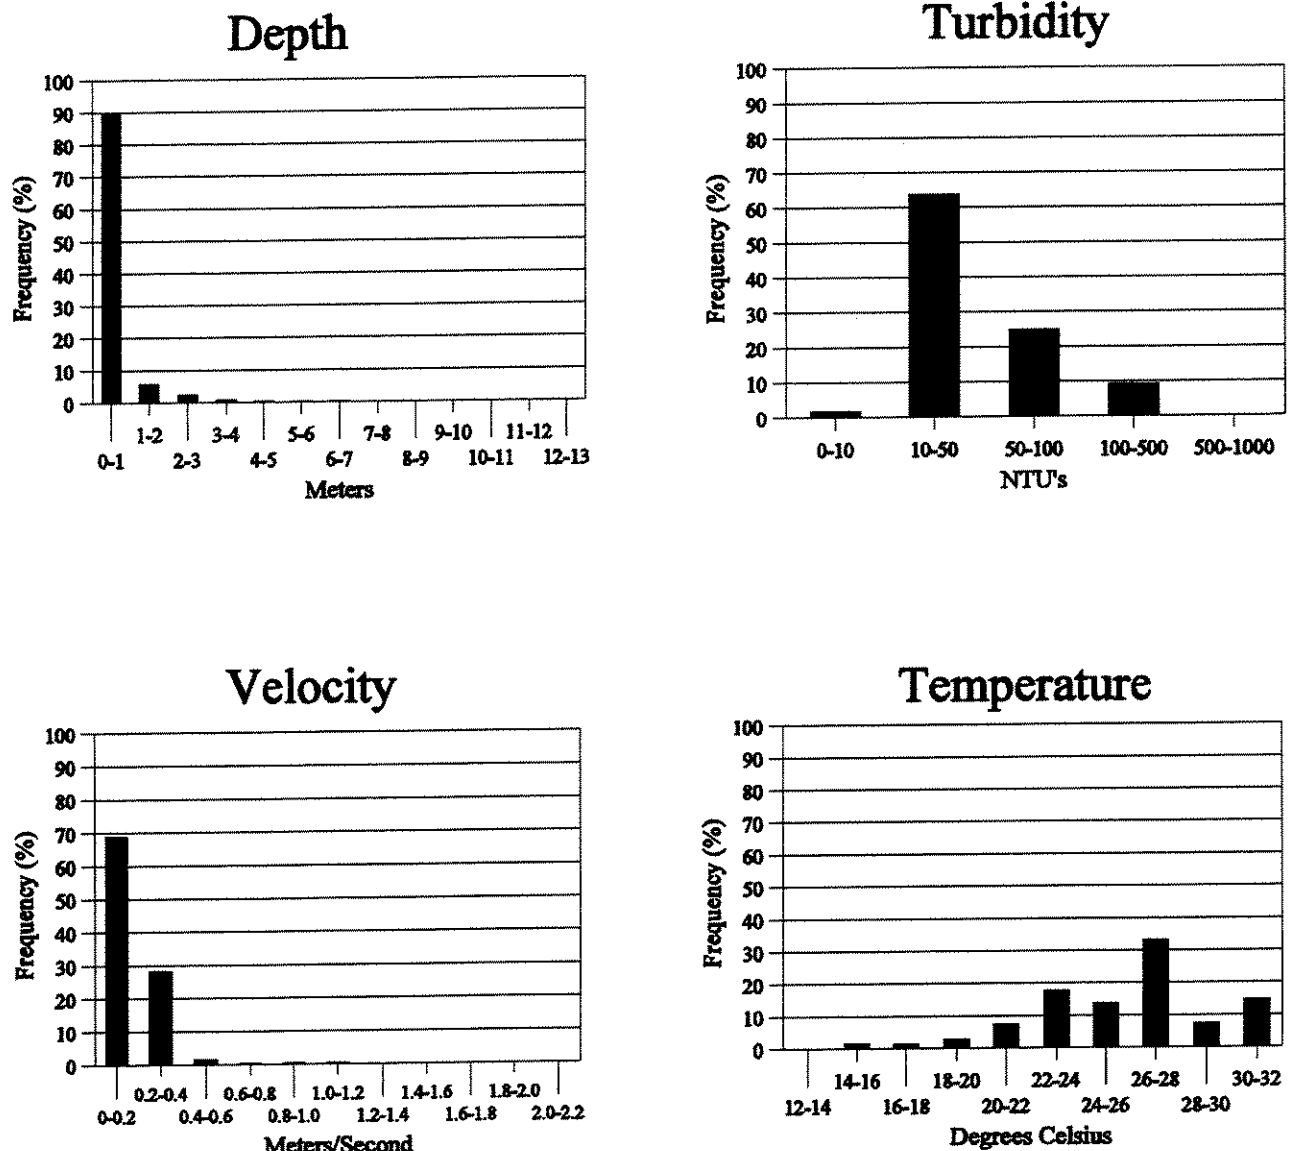 Depth
100
90
80
70
60
50
40
30
20
10
0
Frequency (%)
1-2 3-4 5-6 7-8 9-10 11-12
0-1 2-3 4-5 6-7 8-9 10-11 12-13
Meters
Turbidity
100
90
80
70
60
50
40
30
20
10
0
Frequency (%)
0-10 10-50 50-100 100-500 500-1000
NTU's
Velocity
100
90
80
70
60
50
40
30
20
10
0
Frequency (%)
0.2-0.4 0.6-0.8 1.0-1.2 1.4-1.6 1.8-2.0
0-0.2 0.4-0.6 0.8-1.0 1.2-1.4 1.6-1.8 2.0-2.2
Meters/Second
Temperature
100
90
80
70
60
50
40
30
20
10
0
Frequency (%)
14-16 18-20 22-24 26-28 30-32
12-14 16-18 20-22 24-26 28-30
Degrees Celsius